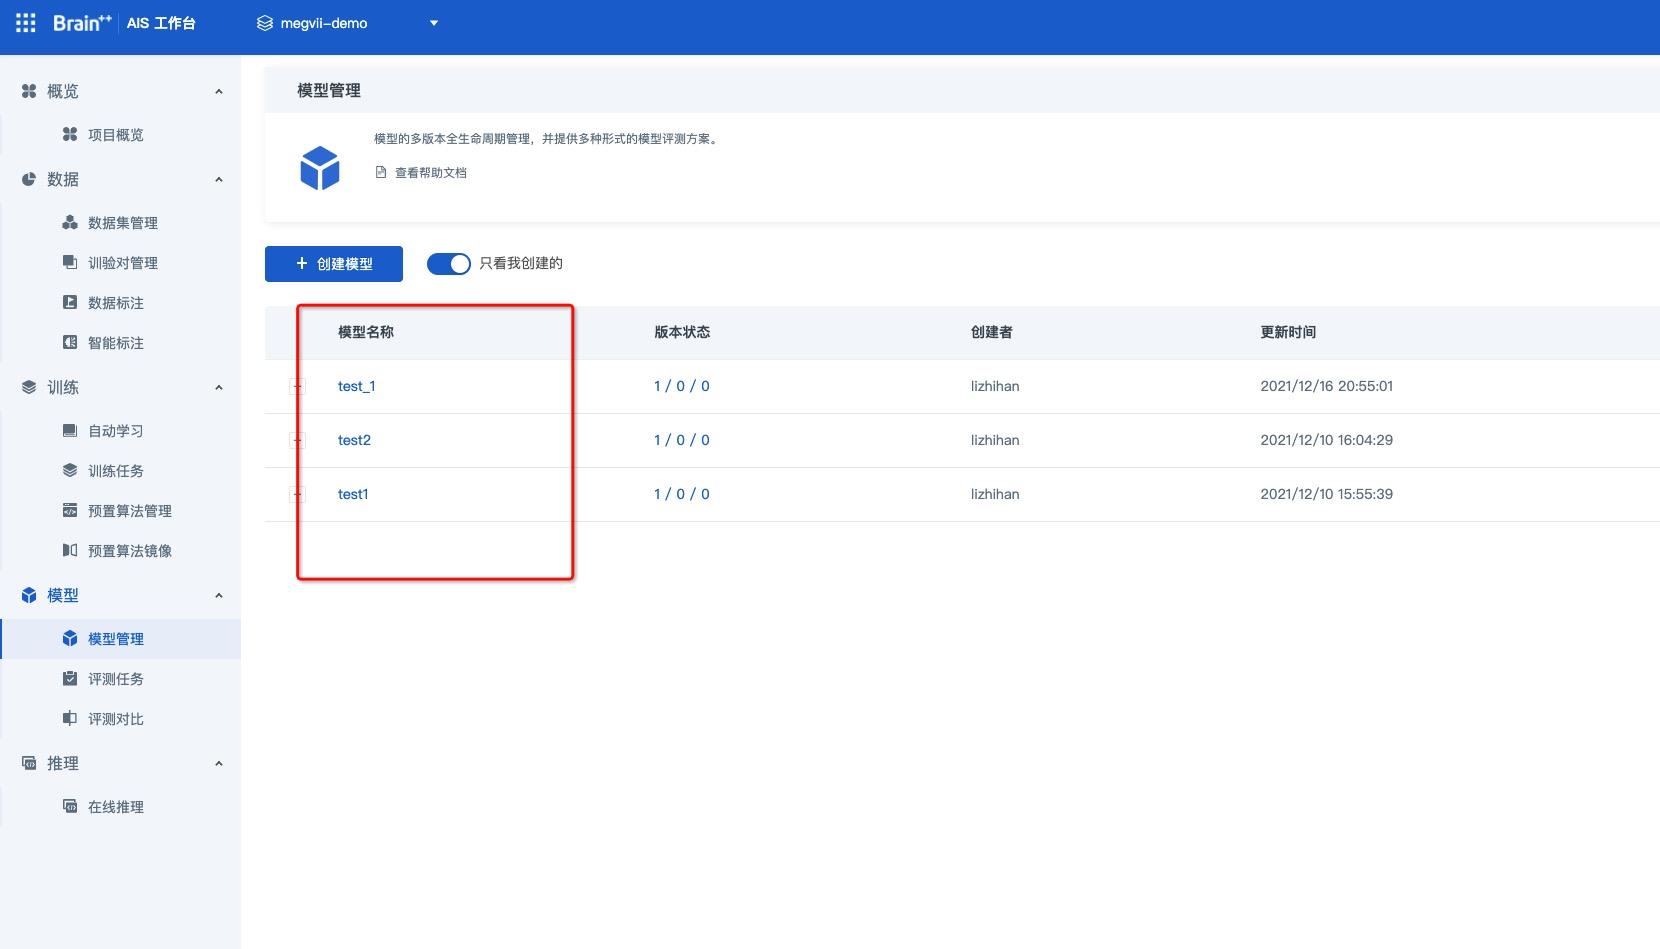 Brain++ AIS 工作台 megvii-demo
概览
项目概览
数据
数据集管理
训验对管理
数据标注
智能标注
训练
自动学习
训练任务
预置算法管理
预置算法镜像
模型
模型管理
评测任务
评测对比
推理
在线推理
模型管理
模型的多版本全生命周期管理，并提供多种形式的模型评测方案。
查看帮助文档
+ 创建模型 只看我创建的
模型名称 版本状态 创建者 更新时间
test_1 1 / 0 / 0 lizhihan 2021/12/16 20:55:01
test2 1 / 0 / 0 lizhihan 2021/12/10 16:04:29
test1 1 / 0 / 0 lizhihan 2021/12/10 15:55:39